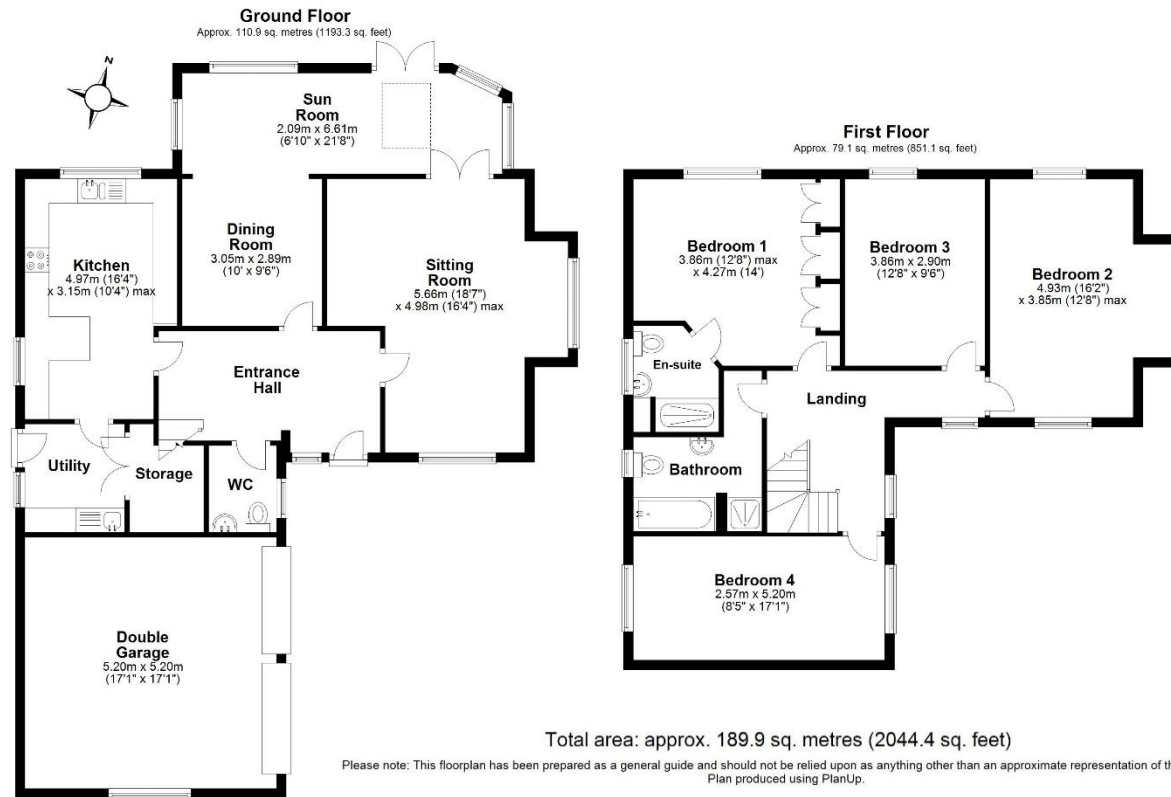 Ground Floor
Approx. 110.9 sq. metres (1193.3 sq. feet)
N
Sun
Room
2.09m x 6.61m
(6'10" x 21'8")
Kitchen
4.97m (16'4")
x 3.15m (10'4") max
Dining
Room
3.05m x 2.89m
(10' x 9'6")
Sitting
Room
5.66m (18'7")
x 4.98m (16'4") max
Entrance
Hall
Utility
Storage
WC
Double
Garage
5.20m x 5.20m
(17'1" x 17'1")
First Floor
Approx. 79.1 sq. metres (851.1 sq. feet)
Bedroom 1
3.86m (12'8") max
x 4.27m (14')
Bedroom 3
3.86m x 2.90m
(12'8" x 9'6")
Bedroom 2
4.93m (16'2")
x 3.85m (12'8") max
En-suite
Landing
Bathroom
Bedroom 4
2.57m x 5.20m
(8'5" x 17'1")
Total area: approx. 189.9 sq. metres (2044.4 sq. feet)
Please note: This floorplan has been prepared as a general guide and should not be relied upon as anything other than an approximate representation of th
Plan produced using PlanUp.